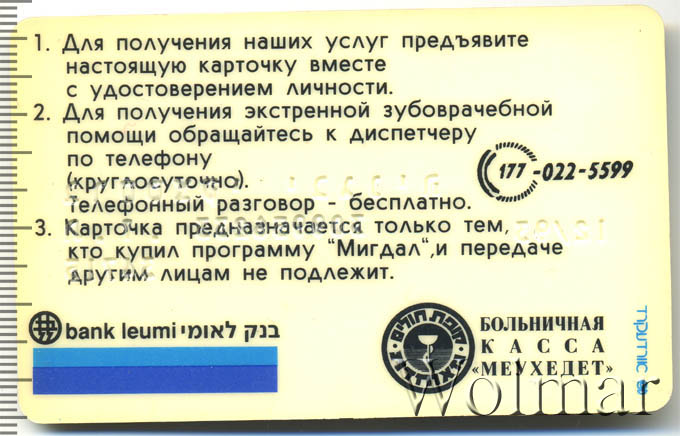 1. Для получения наших услуг предъявите
настоящую карточку вместе
с удостоверением личности.
2. Для получения экстренной зубоврачебной
помощи обращайтесь к диспетчеру
по телефону
(круглосуточно).
177-022-5599
Телефонный разговор - бесплатно.
3. Карточка предназначается только тем,
кто купил программу "Мигдал",и передаче
другим лицам не подлежит.
bank leumi בנק לאומי
БОЛЬНИЧНАЯ
КАССА
«МЕУХЕДЕТ»
Wolmar